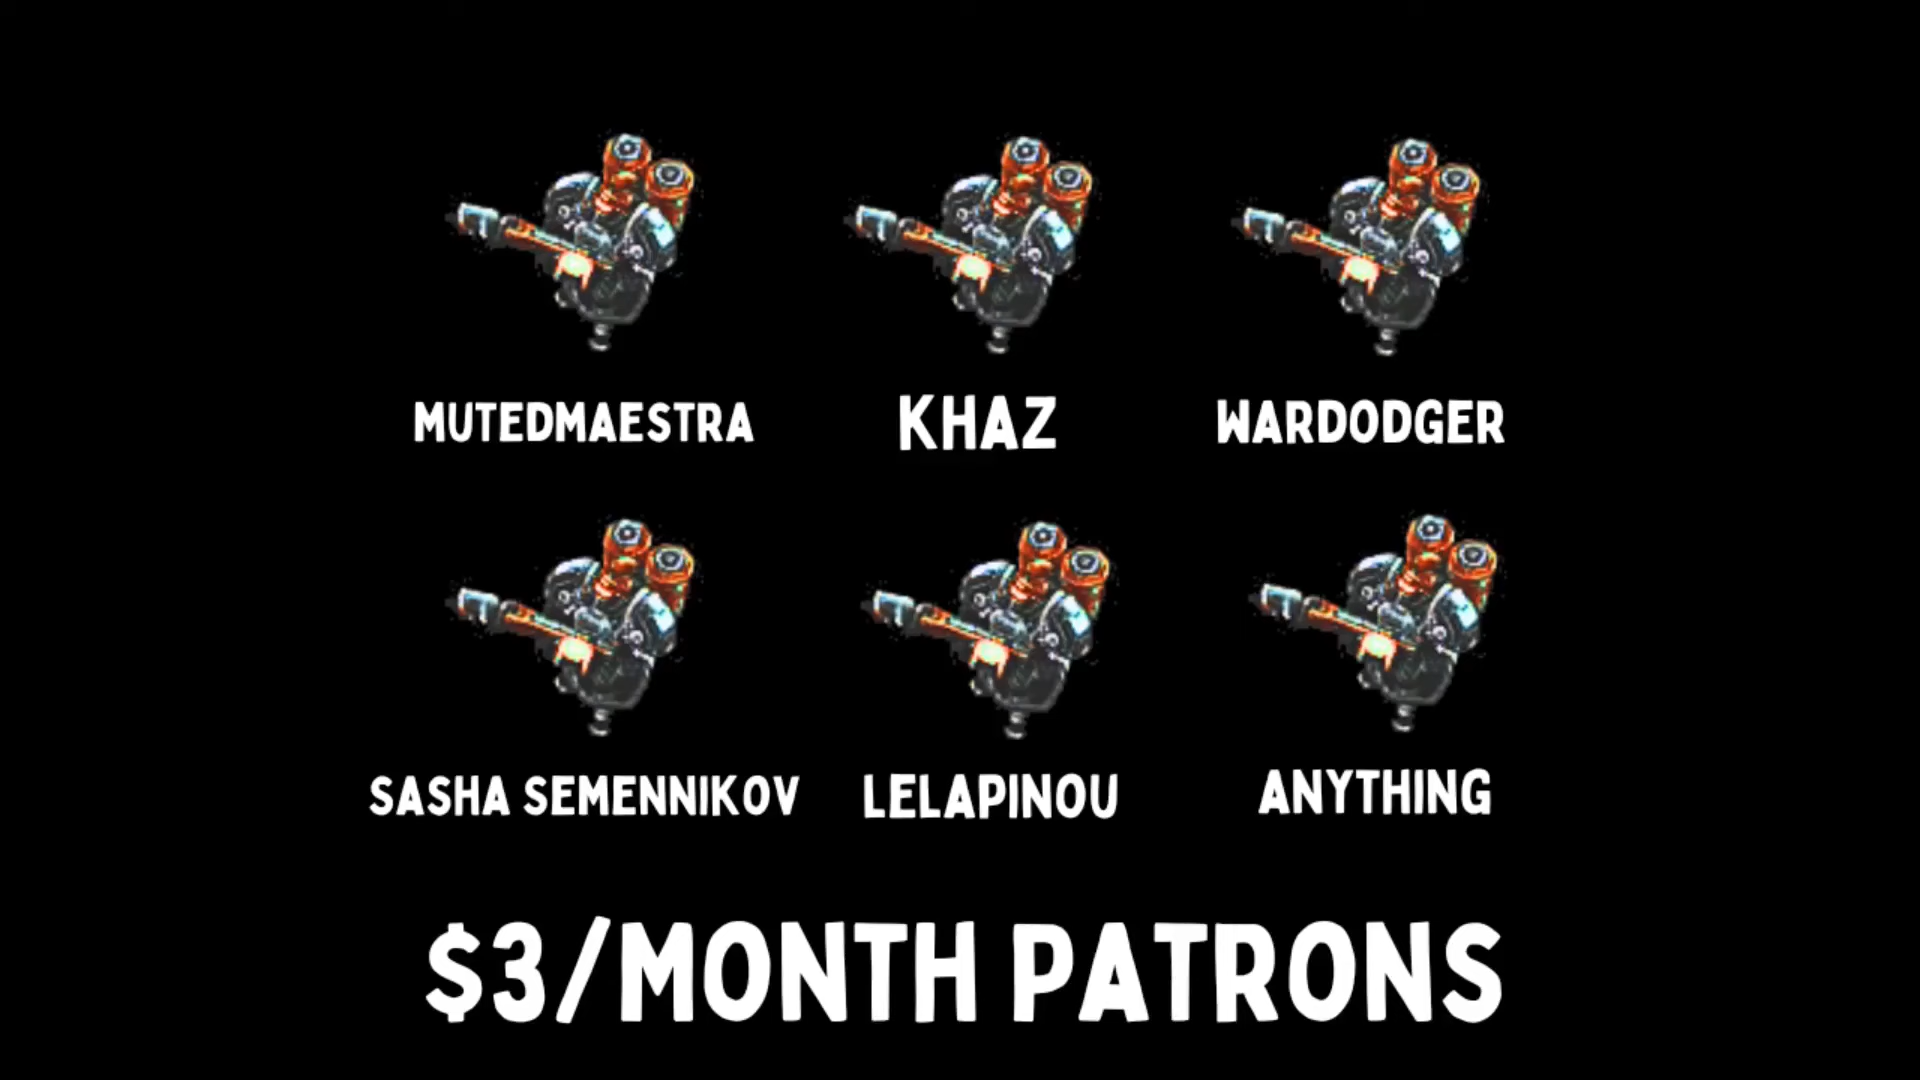 MUTEDMAESTRA
KHAZ
WARDODGER
SASHA SEMENNIKOV
LELAPINOU
ANYTHING
$3/MONTH PATRONS